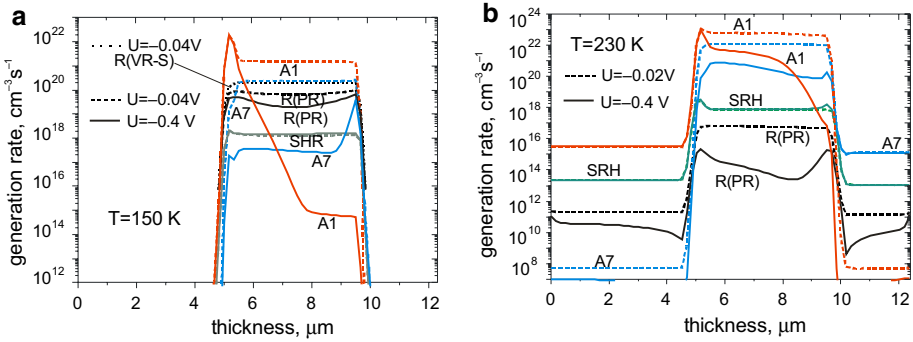 a
generation rate, cm⁻³s⁻¹
10²²
10²⁰
10¹⁸
10¹⁶
10¹⁴
10¹²
U=–0.04V
R(VR-S)
U=–0.04V
U=–0.4 V
A1
R(PR)
R(PR)
A7
SHR
A7
A1
T=150 K
0 2 4 6 8 10 12
thickness, μm
b
generation rate, cm⁻³s⁻¹
10²⁴
10²²
10²⁰
10¹⁸
10¹⁶
10¹⁴
10¹²
10¹⁰
10⁸
T=230 K
U=–0.02V
U=–0.4 V
A1
A1
SRH
R(PR)
A7
SRH
R(PR)
A7
0 2 4 6 8 10 12
thickness, μm